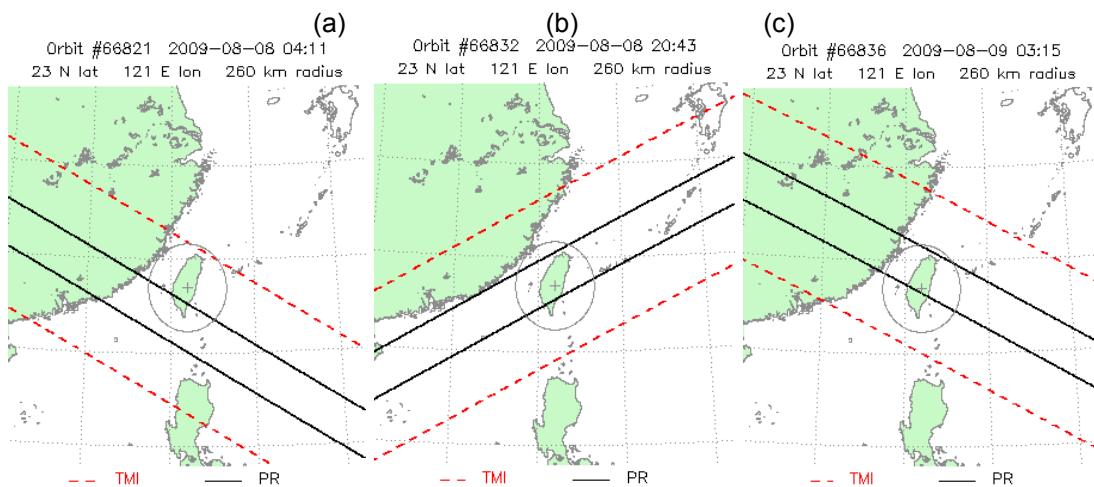 (a)
Orbit #66821 2009-08-08 04:11
23 N lat 121 E lon 260 km radius
TMI PR
(b)
Orbit #66832 2009-08-08 20:43
23 N lat 121 E lon 260 km radius
TMI PR
(c)
Orbit #66836 2009-08-09 03:15
23 N lat 121 E lon 260 km radius
TMI PR